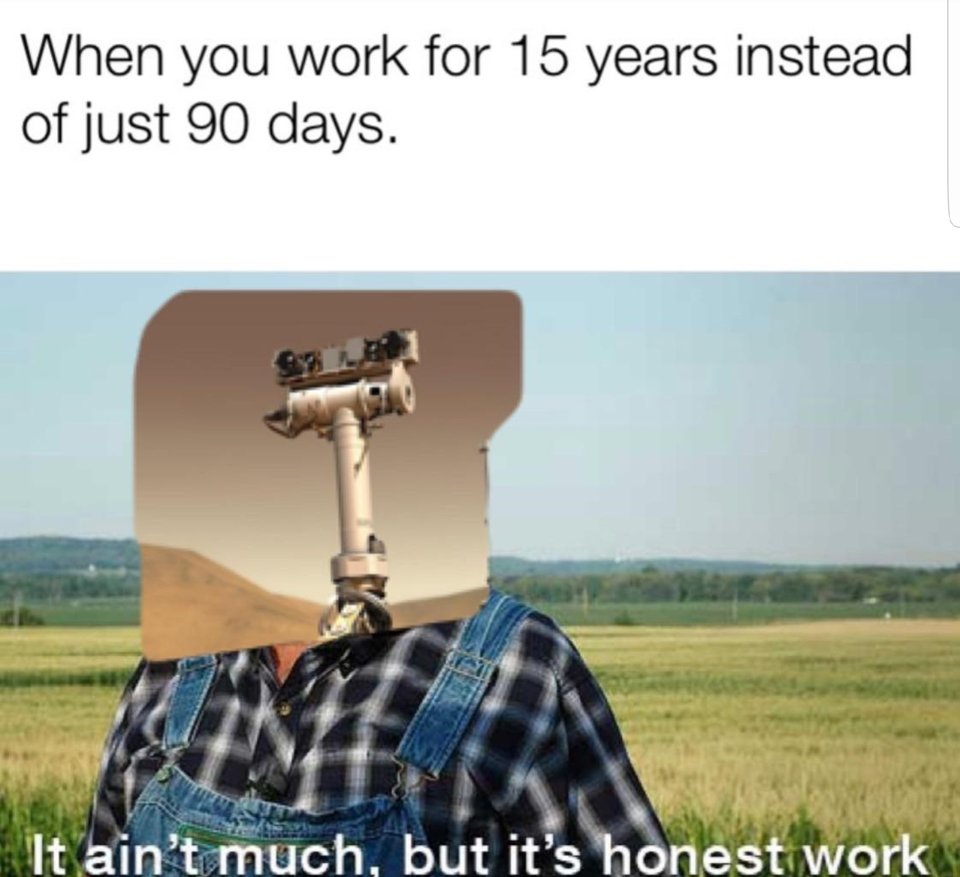 When you work for 15 years instead
of just 90 days.
It ain't much, but it's honest work